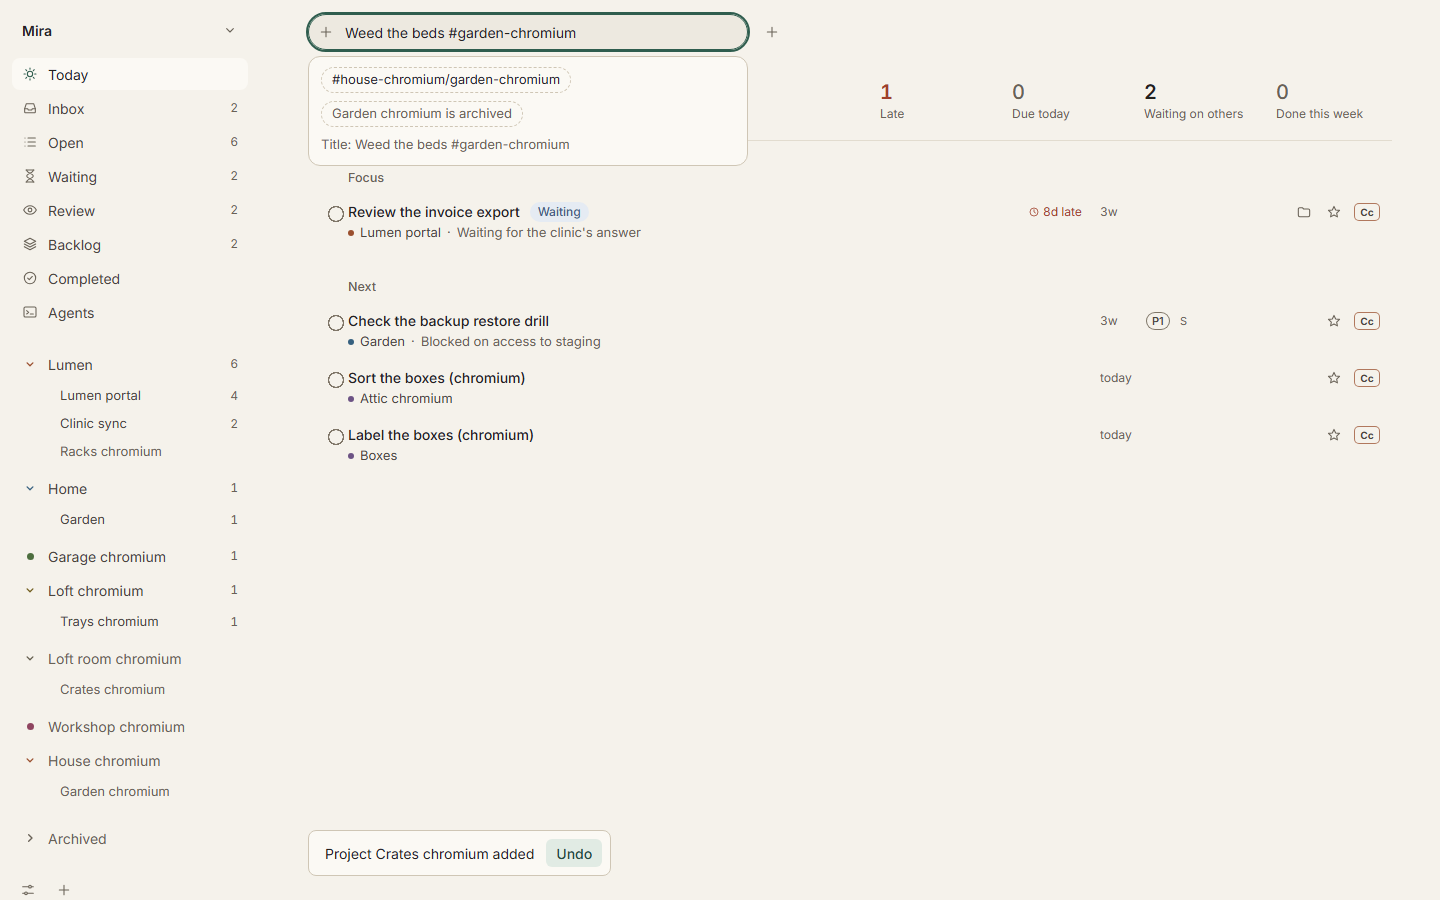 Mira
Today
Inbox 2
Open 6
Waiting 2
Review 2
Backlog 2
Completed
Agents
Lumen 6
Lumen portal 4
Clinic sync 2
Racks chromium
Home 1
Garden 1
Garage chromium 1
Loft chromium 1
Trays chromium 1
Loft room chromium
Crates chromium
Workshop chromium
House chromium
Garden chromium
Archived
Weed the beds #garden-chromium
#house-chromium/garden-chromium
Garden chromium is archived
Title: Weed the beds #garden-chromium
1 Late
0 Due today
2 Waiting on others
0 Done this week
Focus
Review the invoice export Waiting 8d late 3w Cc
Lumen portal · Waiting for the clinic's answer
Next
Check the backup restore drill 3w P1 S Cc
Garden · Blocked on access to staging
Sort the boxes (chromium) today Cc
Attic chromium
Label the boxes (chromium) today Cc
Boxes
Project Crates chromium added Undo